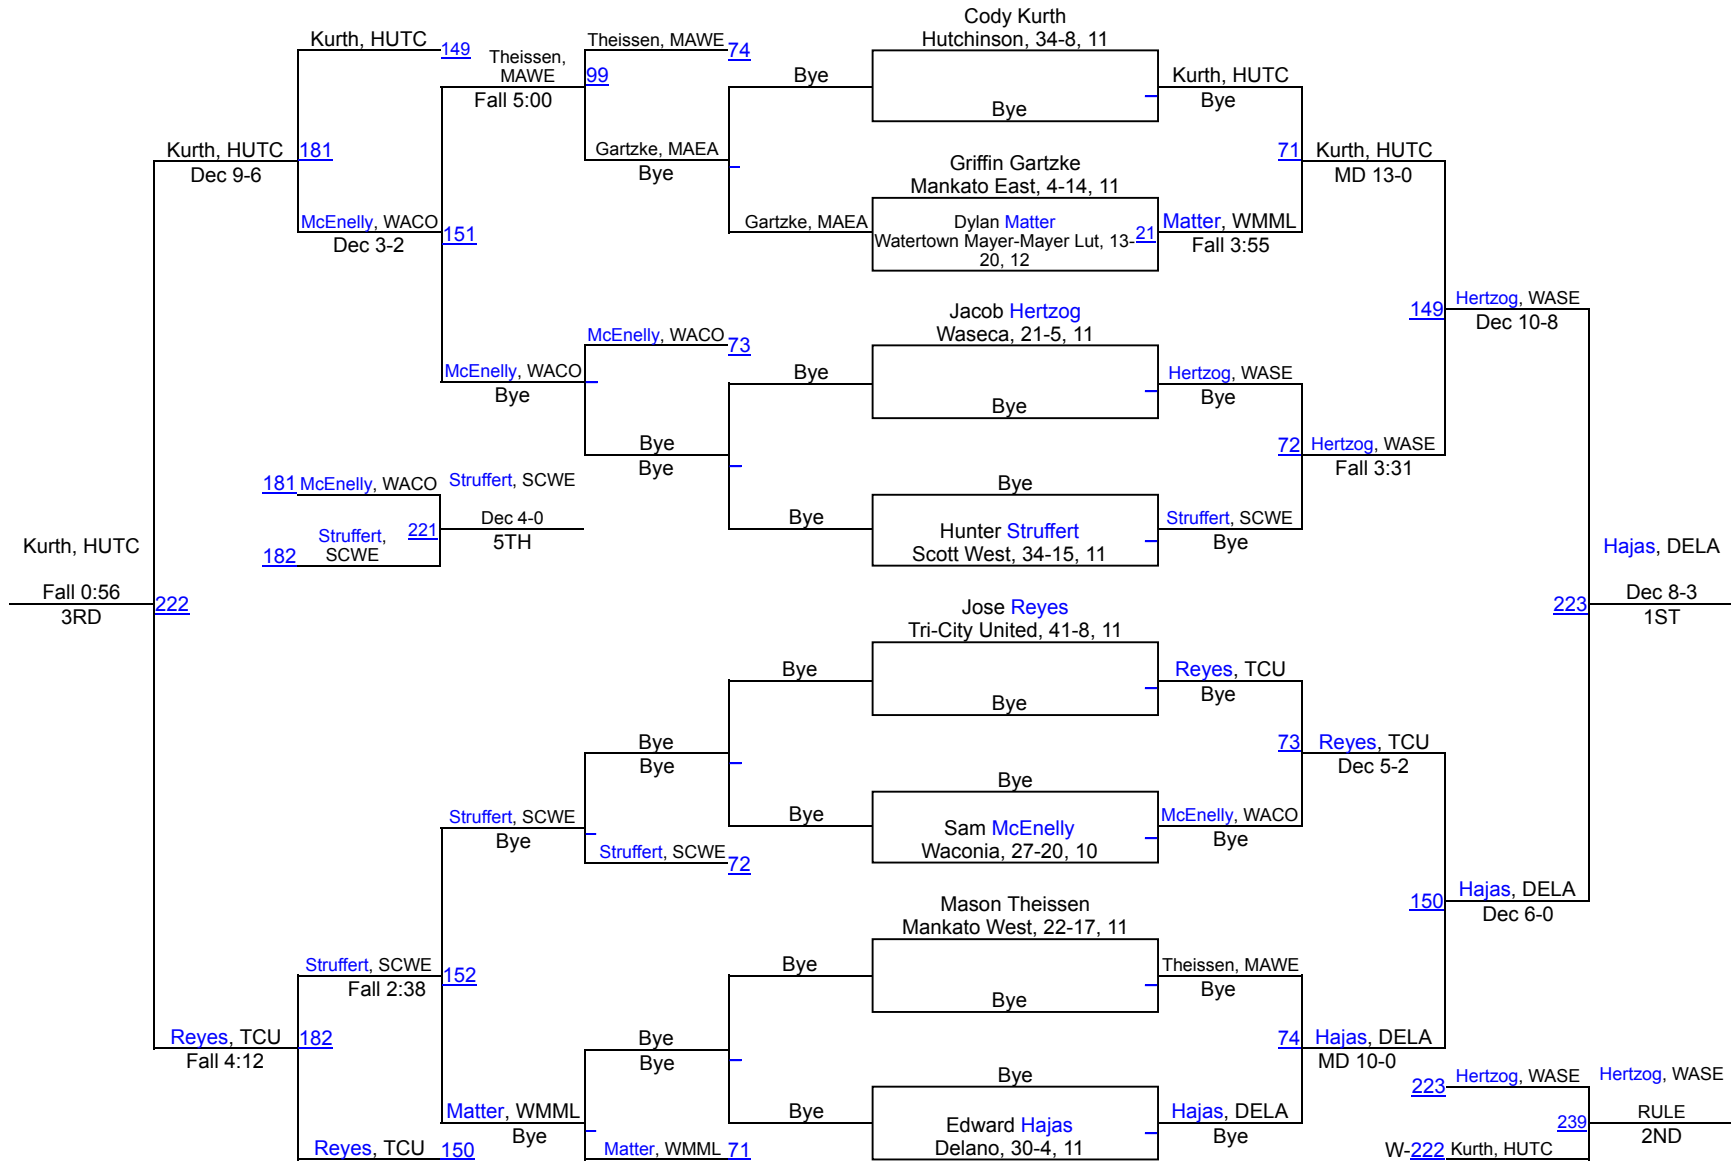 Cody Kurth
Hutchinson, 34-8, 11
Kurth, HUTC
149
Theissen,
MAWE
Fall 5:00
Theissen, MAWE
74
99
Bye
Bye
Kurth, HUTC
Bye
Kurth, HUTC
Dec 9-6
181
Gartzke, MAEA
Bye
Griffin Gartzke
Mankato East, 4-14, 11
71
Kurth, HUTC
MD 13-0
McEnelly, WACO
Dec 3-2
151
Gartzke, MAEA
Dylan Matter
Watertown Mayer-Mayer Lut, 13-
20, 12
21
Matter, WMML
Fall 3:55
Jacob Hertzog
Waseca, 21-5, 11
149
Hertzog, WASE
Dec 10-8
McEnelly, WACO
73
McEnelly, WACO
Bye
Bye
Bye
Hertzog, WASE
Bye
Bye
Bye
72
Hertzog, WASE
Fall 3:31
181
McEnelly, WACO
Struffert, SCWE
Bye
Struffert,
SCWE
182
221
Dec 4-0
5TH
Bye
Hunter Struffert
Scott West, 34-15, 11
Struffert, SCWE
Bye
Kurth, HUTC
Fall 0:56
3RD
222
Hajas, DELA
223
Dec 8-3
1ST
Jose Reyes
Tri-City United, 41-8, 11
Bye
Bye
Reyes, TCU
Bye
Bye
Bye
73
Reyes, TCU
Dec 5-2
Bye
Struffert, SCWE
Bye
Struffert, SCWE
72
Bye
Sam McEnelly
Waconia, 27-20, 10
McEnelly, WACO
Bye
150
Hajas, DELA
Dec 6-0
Mason Theissen
Mankato West, 22-17, 11
Struffert, SCWE
Fall 2:38
152
Bye
Bye
Theissen, MAWE
Bye
Reyes, TCU
Fall 4:12
182
Bye
Bye
74
Hajas, DELA
MD 10-0
Bye
223
Hertzog, WASE
Hertzog, WASE
Matter, WMML
Bye
Bye
Edward Hajas
Delano, 30-4, 11
Hajas, DELA
Bye
239
RULE
2ND
Reyes, TCU
150
Matter, WMML
71
W-222
Kurth, HUTC